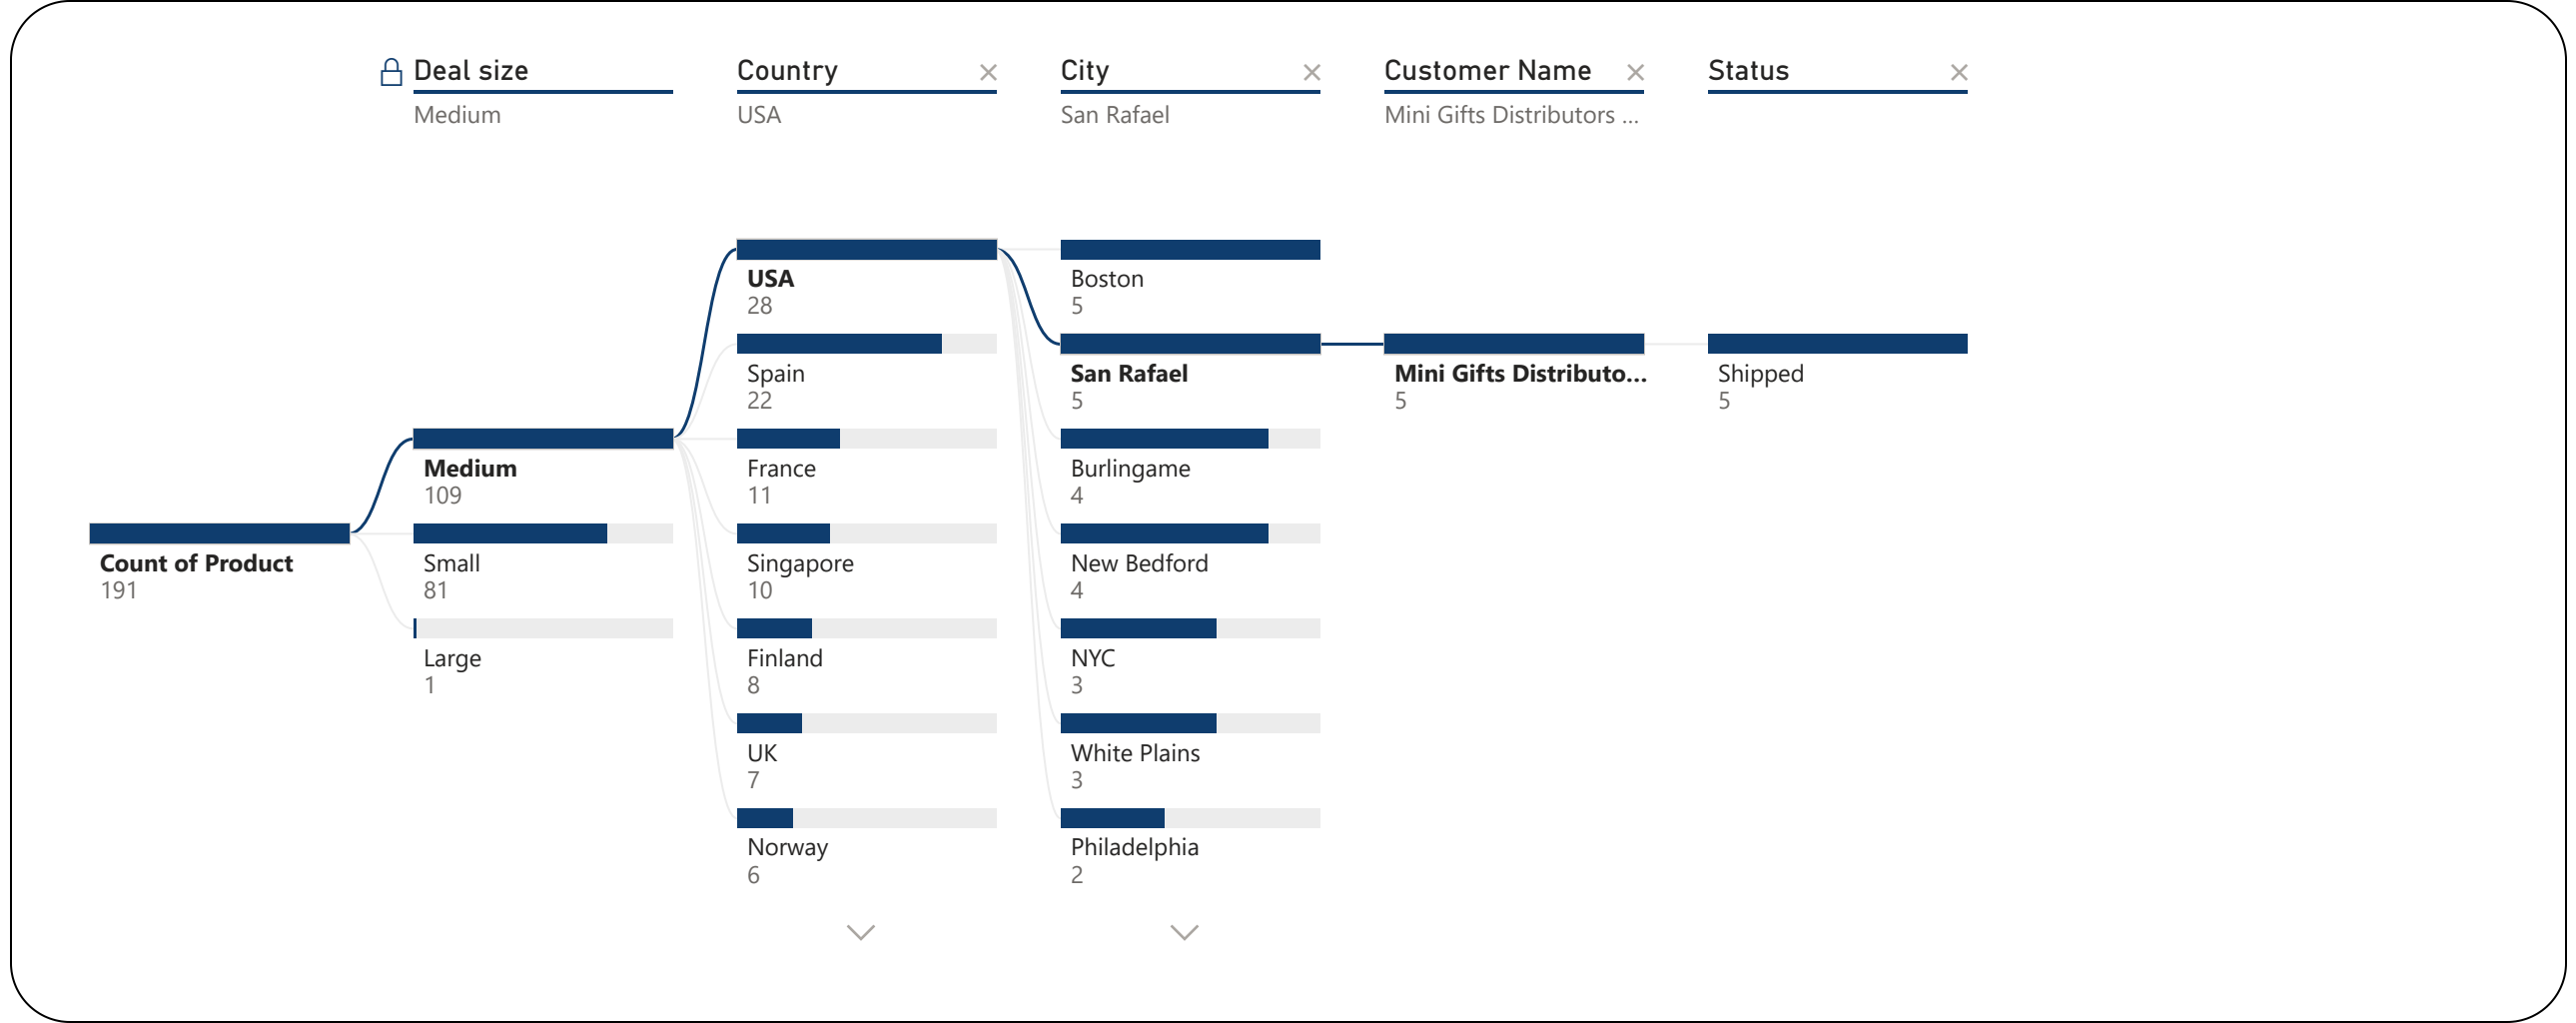 Deal size
Medium
Country
USA
City
San Rafael
Customer Name
Mini Gifts Distributors ...
Status
Count of Product
191
Medium
109
Small
81
Large
1
USA
28
Spain
22
France
11
Singapore
10
Finland
8
UK
7
Norway
6
Boston
5
San Rafael
5
Burlingame
4
New Bedford
4
NYC
3
White Plains
3
Philadelphia
2
Mini Gifts Distributo...
5
Shipped
5